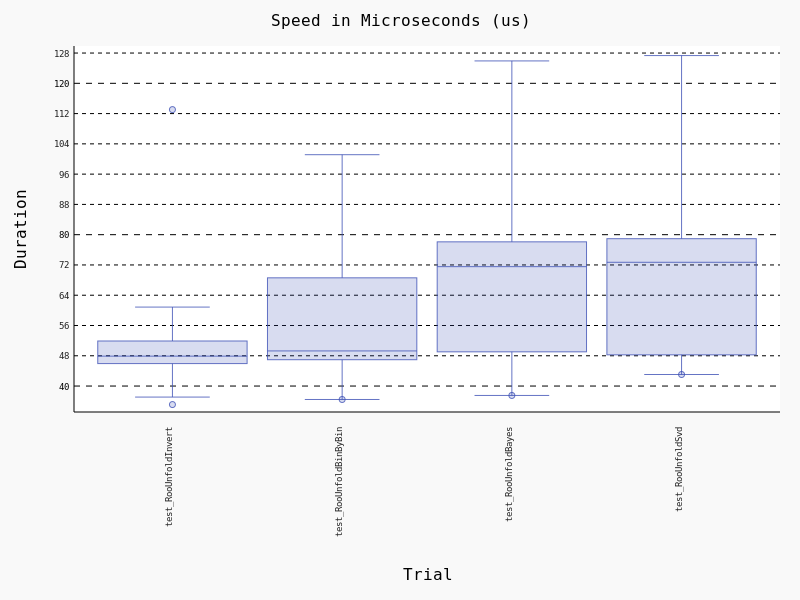 Speed in Microseconds (us)
Duration
128
120
112
104
96
88
80
72
64
56
48
40
test_RooUnfoldInvert
test_RooUnfoldBinByBin
test_RooUnfoldBayes
test_RooUnfoldSvd
Trial